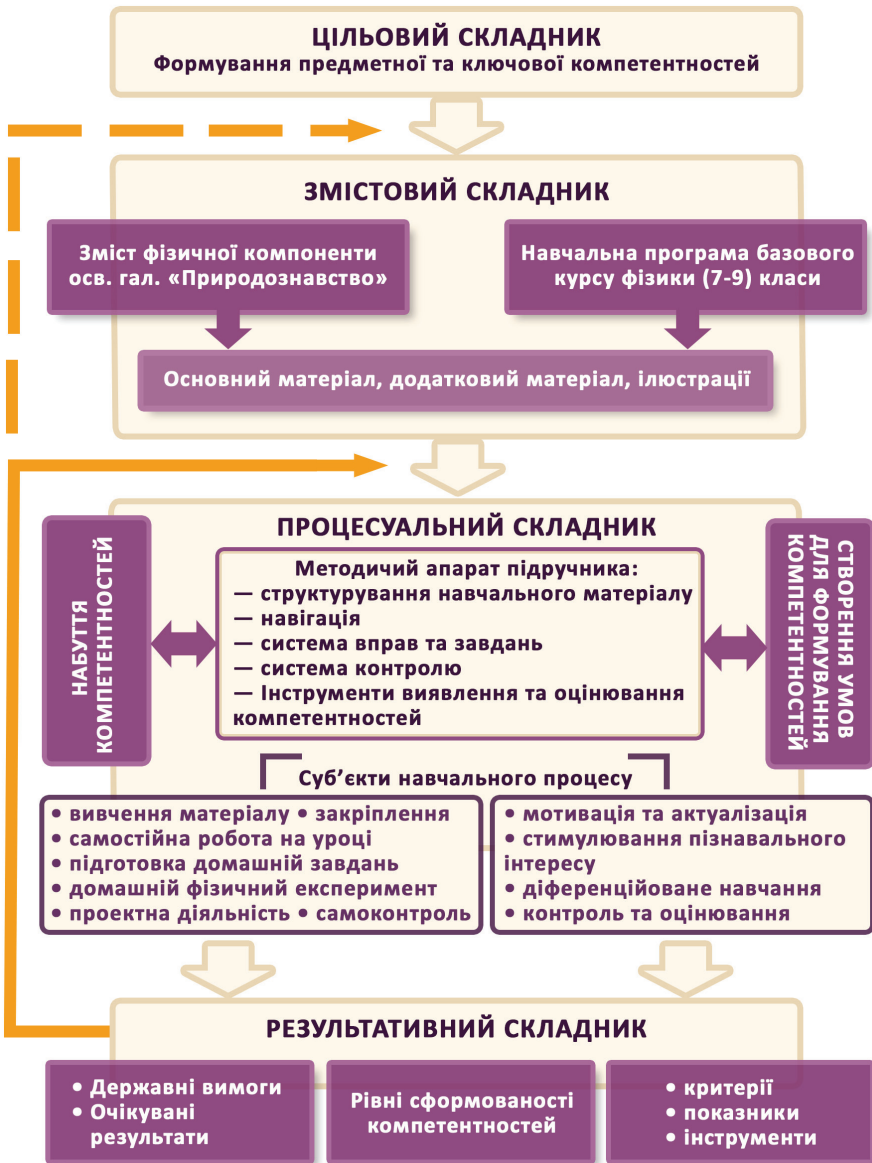 ЦІЛЬОВИЙ СКЛАДНИК
Формування предметної та ключової компетентностей
ЗМІСТОВИЙ СКЛАДНИК
Зміст фізичної компоненти
осв. гал. «Природознавство»
Навчальна програма базового
курсу фізики (7-9) класи
Основний матеріал, додатковий матеріал, ілюстрації
ПРОЦЕСУАЛЬНИЙ СКЛАДНИК
НАБУТТЯ
КОМПЕТЕНТНОСТЕЙ
Методичий апарат підручника:
— структурування навчального матеріалу
— навігація
— система вправ та завдань
— система контролю
— Інструменти виявлення та оцінювання
компетентностей
СТВОРЕННЯ УМОВ
ДЛЯ ФОРМУВАННЯ
КОМПЕТЕНТНОСТЕЙ
Суб’єкти навчального процесу
• вивчення матеріалу • закріплення
• самостійна робота на уроці
• підготовка домашній завдань
• домашній фізичний експеримент
• проектна діяльність • самоконтроль
• мотивація та актуалізація
• стимулювання пізнавального
інтересу
• діференційоване навчання
• контроль та оцінювання
РЕЗУЛЬТАТИВНИЙ СКЛАДНИК
• Державні вимоги
• Очікувані
результати
Рівні сформованості
компетентностей
• критерії
• показники
• інструменти